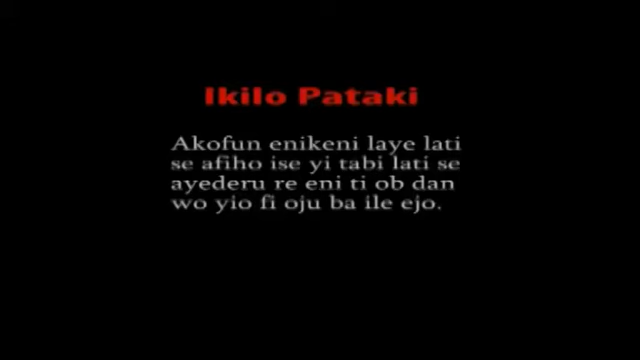 Ikilo Pataki
Akofun enikeni laye lati
se afiho ise yi tabi lati se
ayederu re eni ti ob dan
wo yio fi oju ba ile ejo.